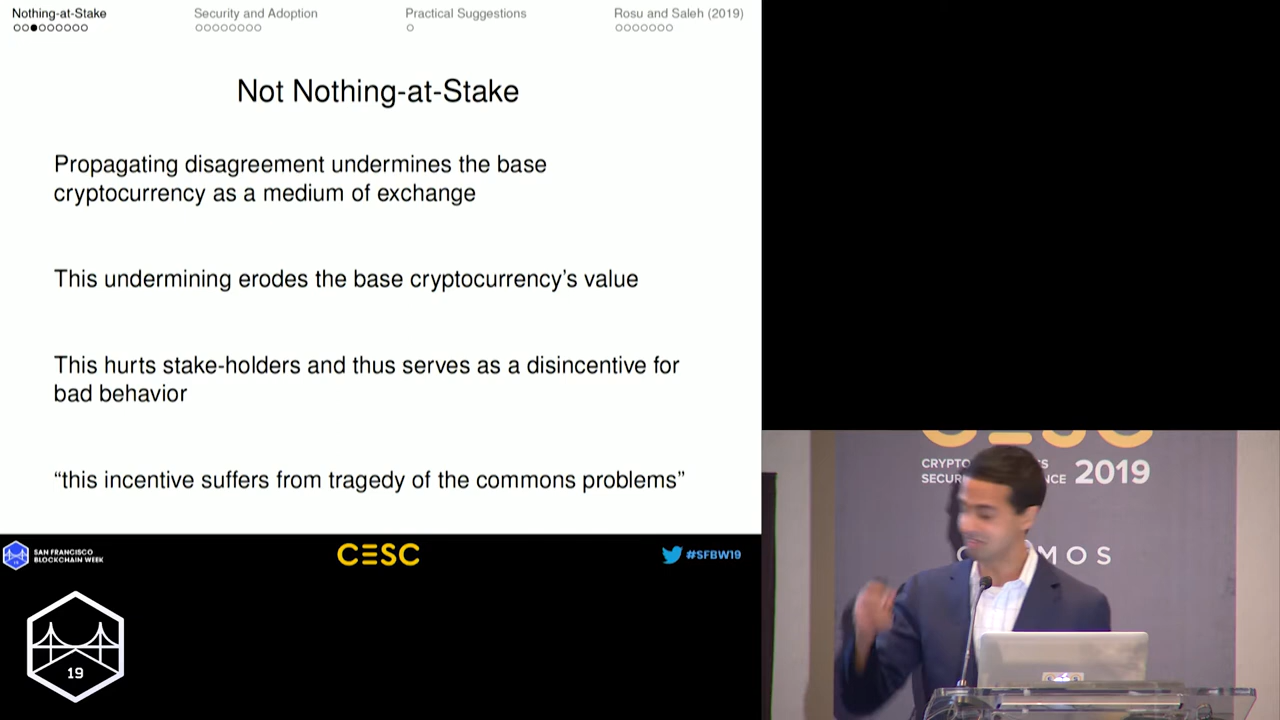 Nothing-at-Stake
Security and Adoption
Practical Suggestions
Rosu and Saleh (2019)
Not Nothing-at-Stake
Propagating disagreement undermines the base
cryptocurrency as a medium of exchange
This undermining erodes the base cryptocurrency's value
This hurts stake-holders and thus serves as a disincentive for
bad behavior
“this incentive suffers from tragedy of the commons problems”
SAN FRANCISCO
BLOCKCHAIN WEEK
CESC
#SFBW19
19
CESC
2019